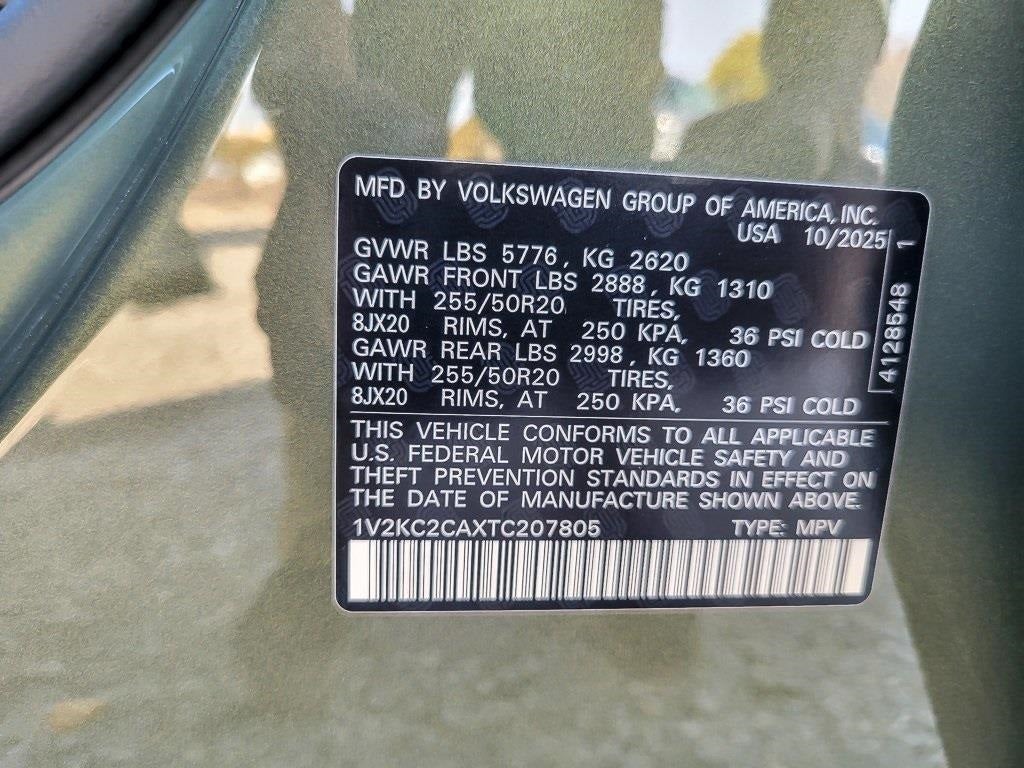 MFD BY VOLKSWAGEN GROUP OF AMERICA, INC.
USA 10/2025
GVWR LBS 5776, KG 2620
GAWR FRONT LBS 2888, KG 1310
WITH 255/50R20 TIRES,
8JX20 RIMS, AT 250 KPA, 36 PSI COLD
GAWR REAR LBS 2998, KG 1360
WITH 255/50R20 TIRES,
8JX20 RIMS, AT 250 KPA, 36 PSI COLD
4128548 1
THIS VEHICLE CONFORMS TO ALL APPLICABLE
U.S. FEDERAL MOTOR VEHICLE SAFETY AND
THEFT PREVENTION STANDARDS IN EFFECT ON
THE DATE OF MANUFACTURE SHOWN ABOVE.
1V2KC2CAXTC207805 TYPE: MPV